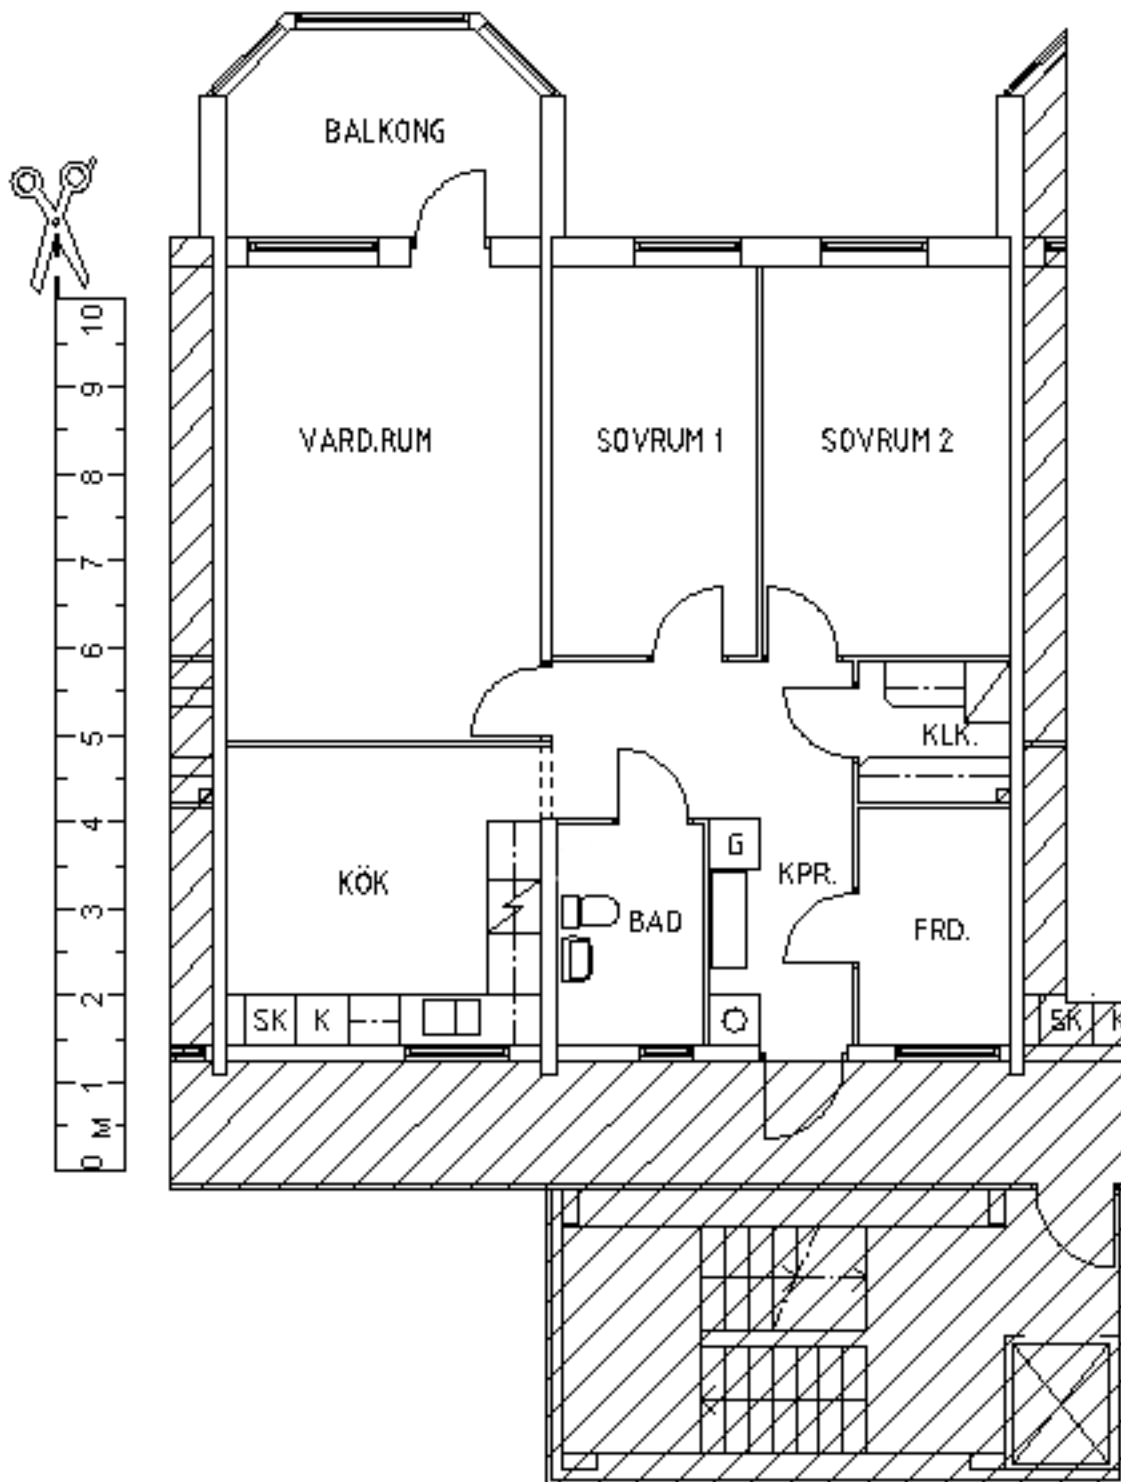 BALKONG
VARD.RUM
SOVRUM 1
SOVRUM 2
KLK.
KÖK
G
KPR.
BAD
FRD.
SK
K
SK
K
10
9
8
7
6
5
4
3
2
1
M
0